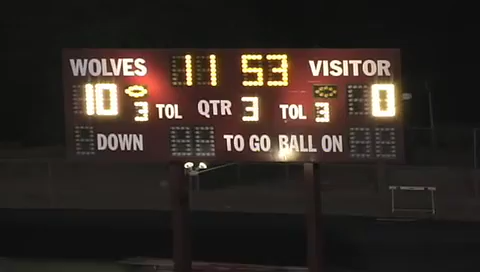 WOLVES 11 53 VISITOR
10 3 TOL QTR 3 TOL 3 0
DOWN TO GO BALL ON